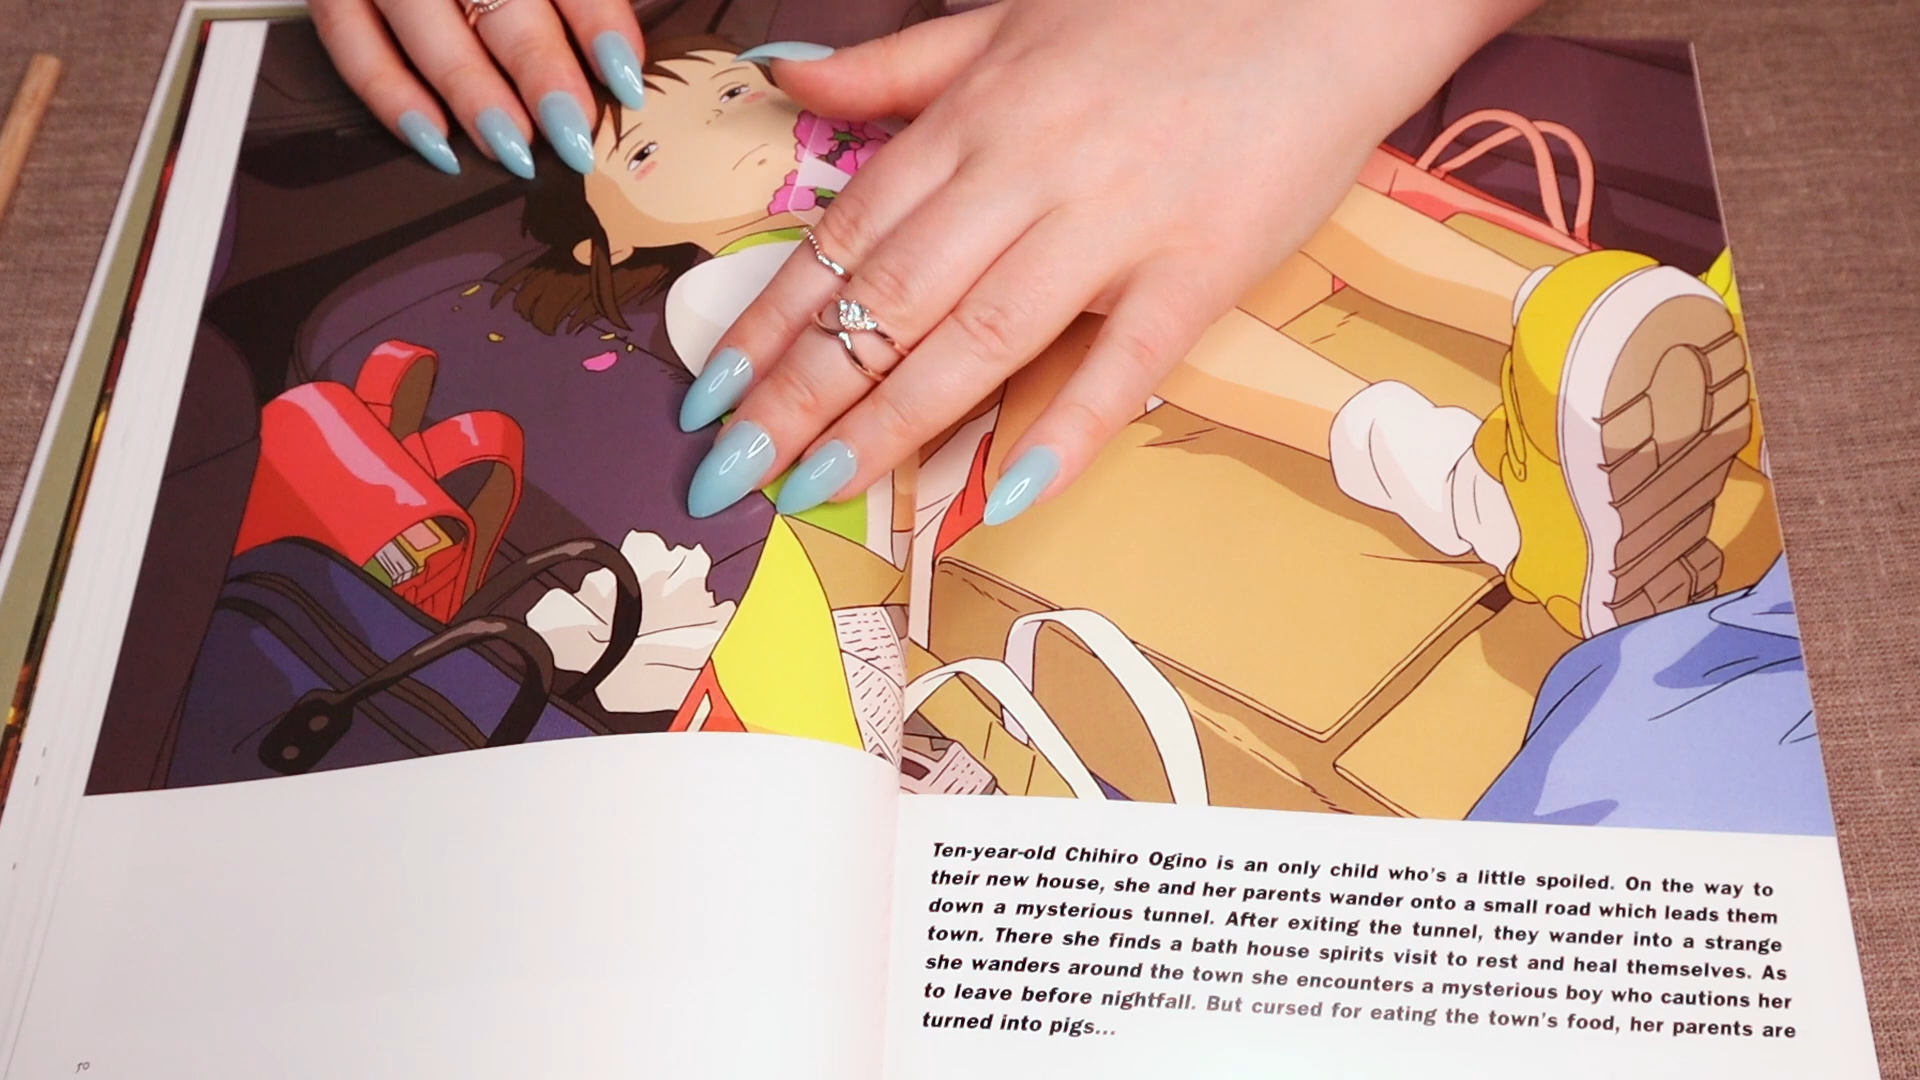 Ten-year-old Chihiro Ogino is an only child who's a little spoiled. On the way to
their new house, she and her parents wander onto a small road which leads them
down a mysterious tunnel. After exiting the tunnel, they wander into a strange
town. There she finds a bath house spirits visit to rest and heal themselves. As
she wanders around the town she encounters a mysterious boy who cautions her
to leave before nightfall. But cursed for eating the town's food, her parents are
turned into pigs...
50